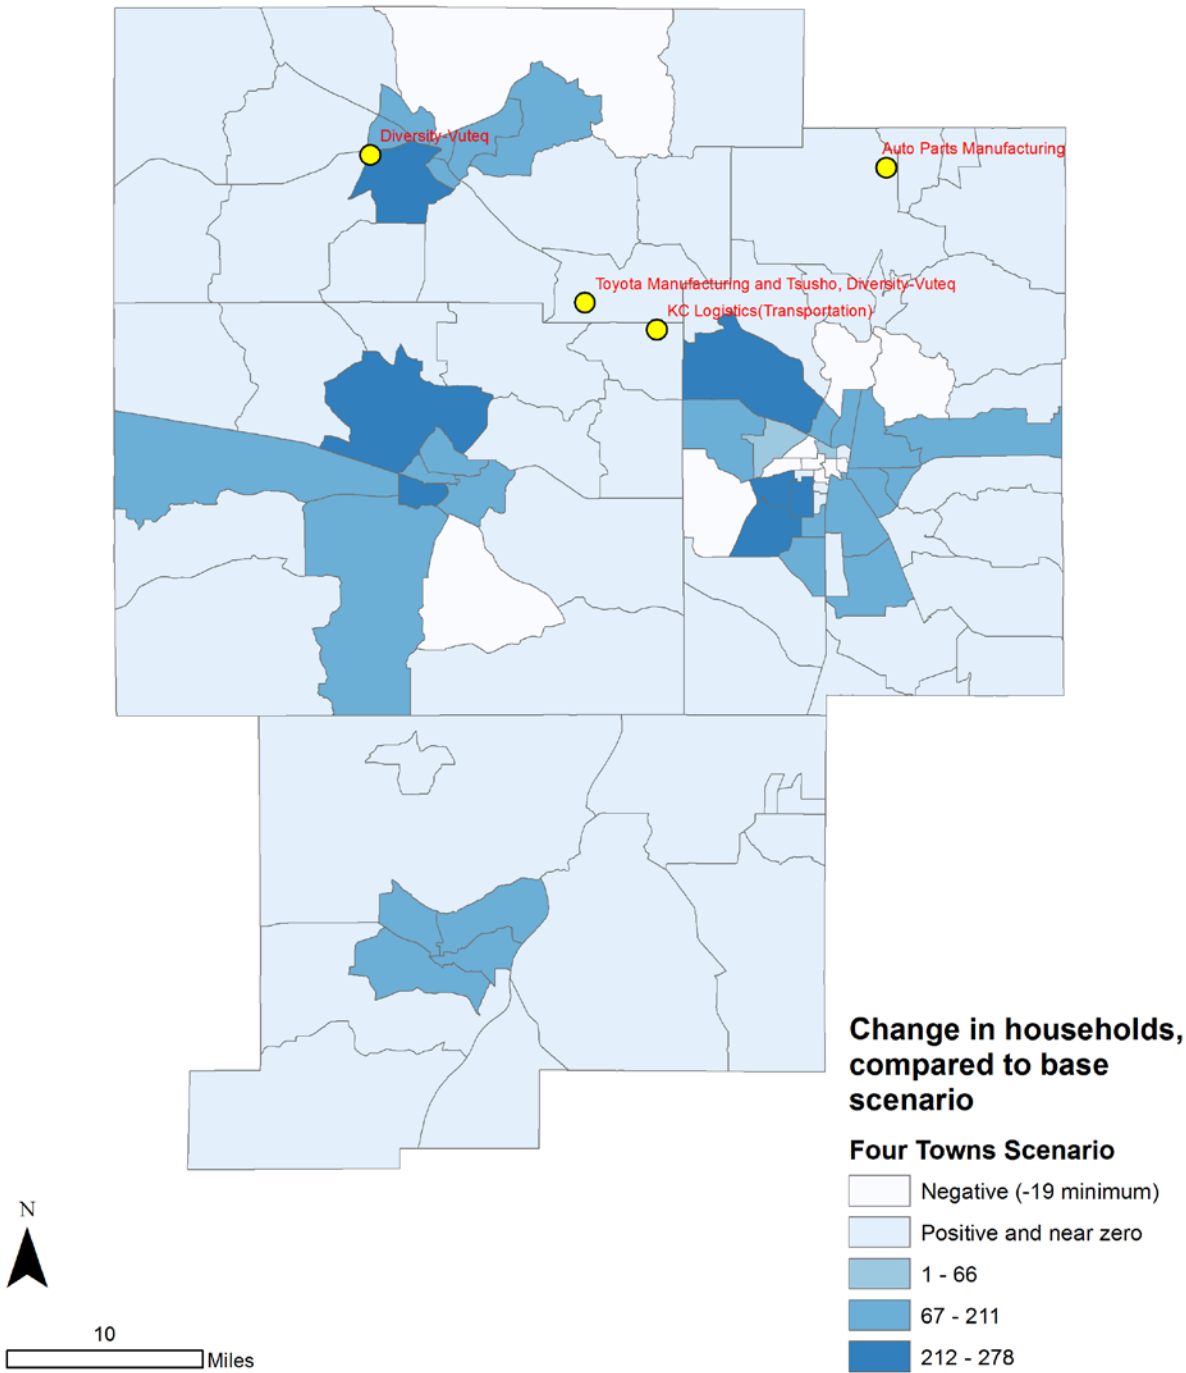 Diversity-Vuteq
Auto Parts Manufacturing
Toyota Manufacturing and Tsusho, Diversity-Vuteq
KC Logistics(Transportation)
Change in households,
compared to base
scenario
Four Towns Scenario
Negative (-19 minimum)
Positive and near zero
1 - 66
67 - 211
212 - 278
N
10
Miles